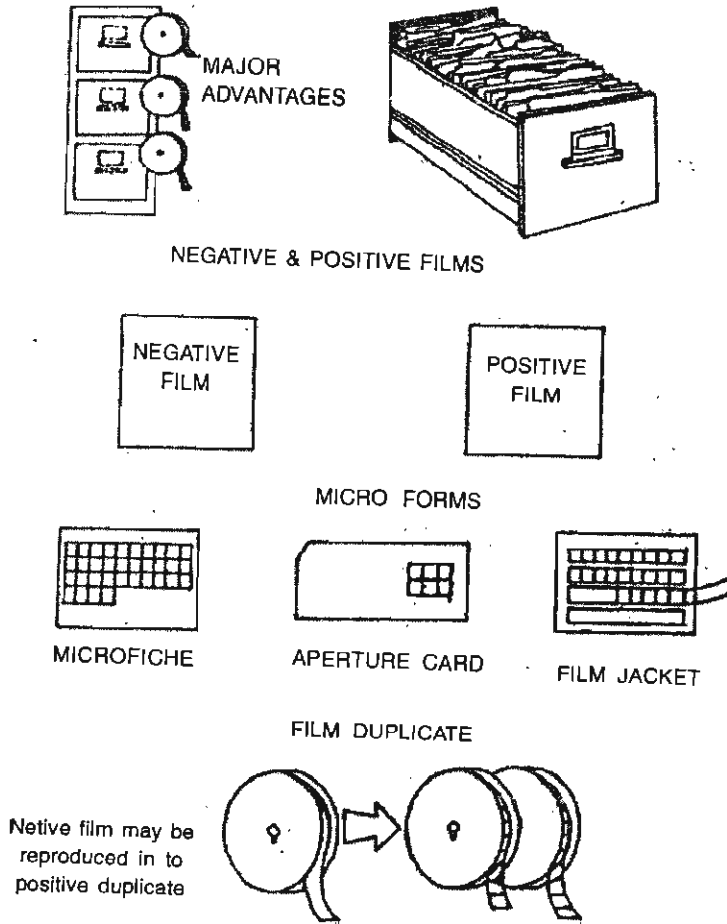 MAJOR
ADVANTAGES
NEGATIVE & POSITIVE FILMS
NEGATIVE
FILM
POSITIVE
FILM
MICRO FORMS
MICROFICHE
APERTURE CARD
FILM JACKET
FILM DUPLICATE
Netive film may be
reproduced in to
positive duplicate